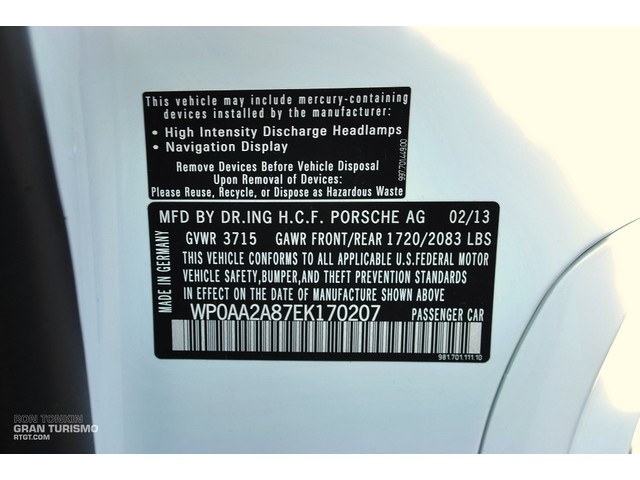 This vehicle may include mercury-containing
devices installed by the manufacturer:
• High Intensity Discharge Headlamps
• Navigation Display
Remove Devices Before Vehicle Disposal
Upon Removal of Devices:
Please Reuse, Recycle, or Dispose as Hazardous Waste
997.701.449.00
MFD BY DR.ING H.C.F. PORSCHE AG 02/13
GVWR 3715 GAWR FRONT/REAR 1720/2083 LBS
THIS VEHICLE CONFORMS TO ALL APPLICABLE U.S.FEDERAL MOTOR
VEHICLE SAFETY,BUMPER,AND THEFT PREVENTION STANDARDS
IN EFFECT ON THE DATE OF MANUFACTURE SHOWN ABOVE
WP0AA2A87EK170207 PASSENGER CAR
MADE IN GERMANY
981.701.111.10
RON TONKIN
GRAN TURISMO
RTGT.COM